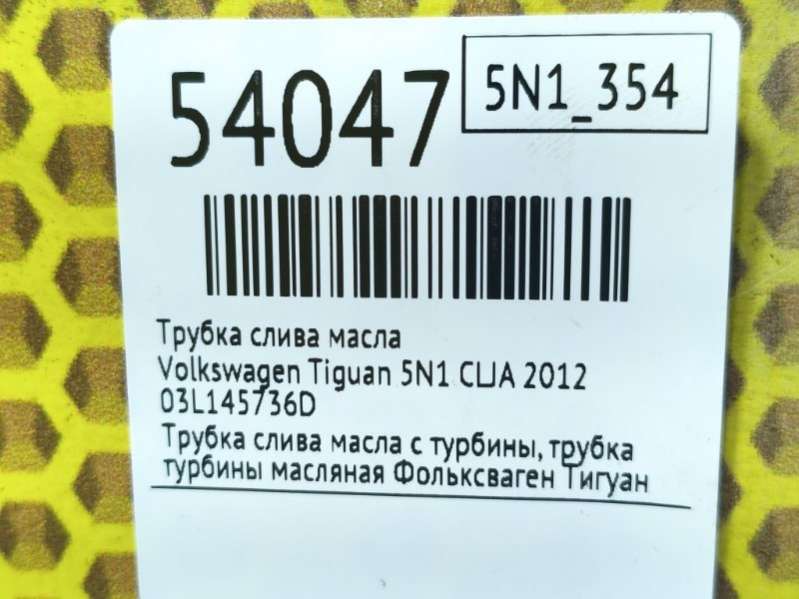 54047
5N1_354
Трубка слива масла
Volkswagen Tiguan 5N1 CLJA 2012
03L145736D
Трубка слива масла с турбины, трубка
турбины масляная Фольксваген Тигуан